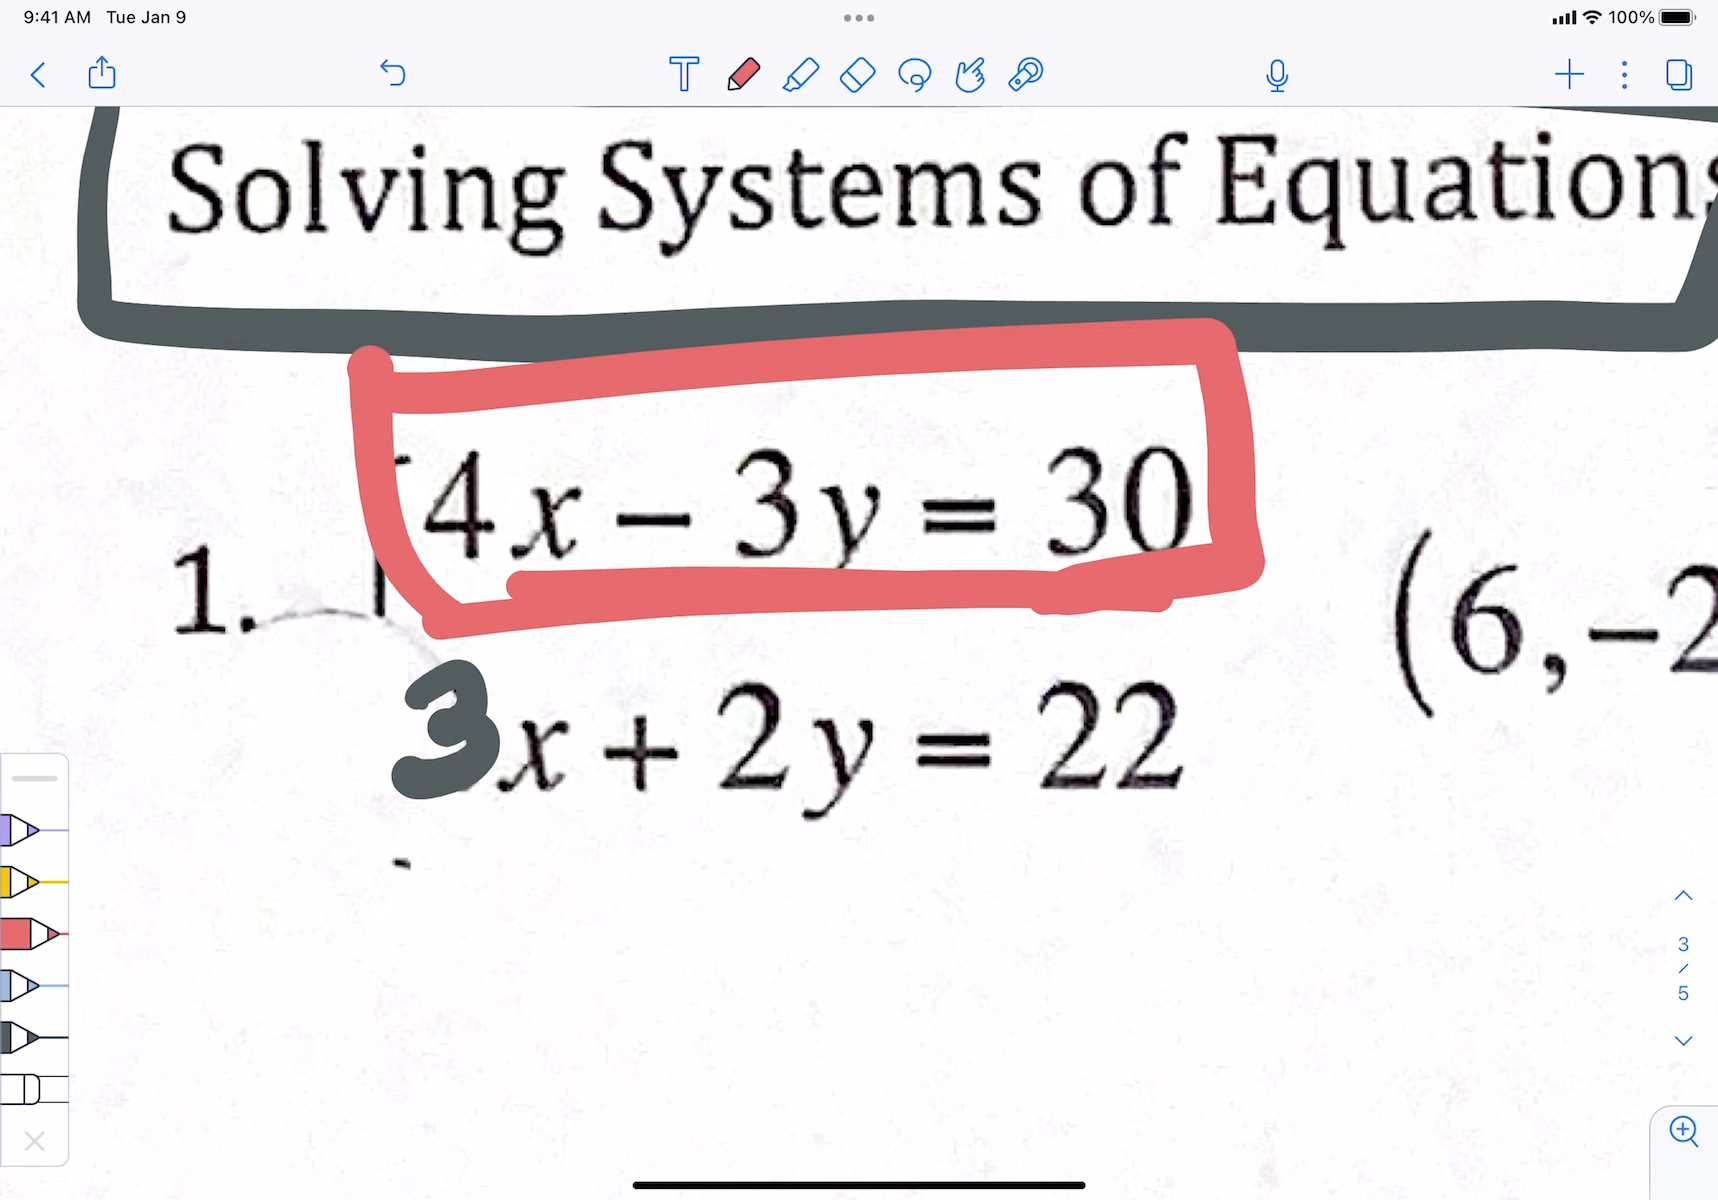 9:41 AM Tue Jan 9
100%
Solving Systems of Equations
4x – 3y = 30
1.
(6, –2
3x + 2y = 22
3
/
5